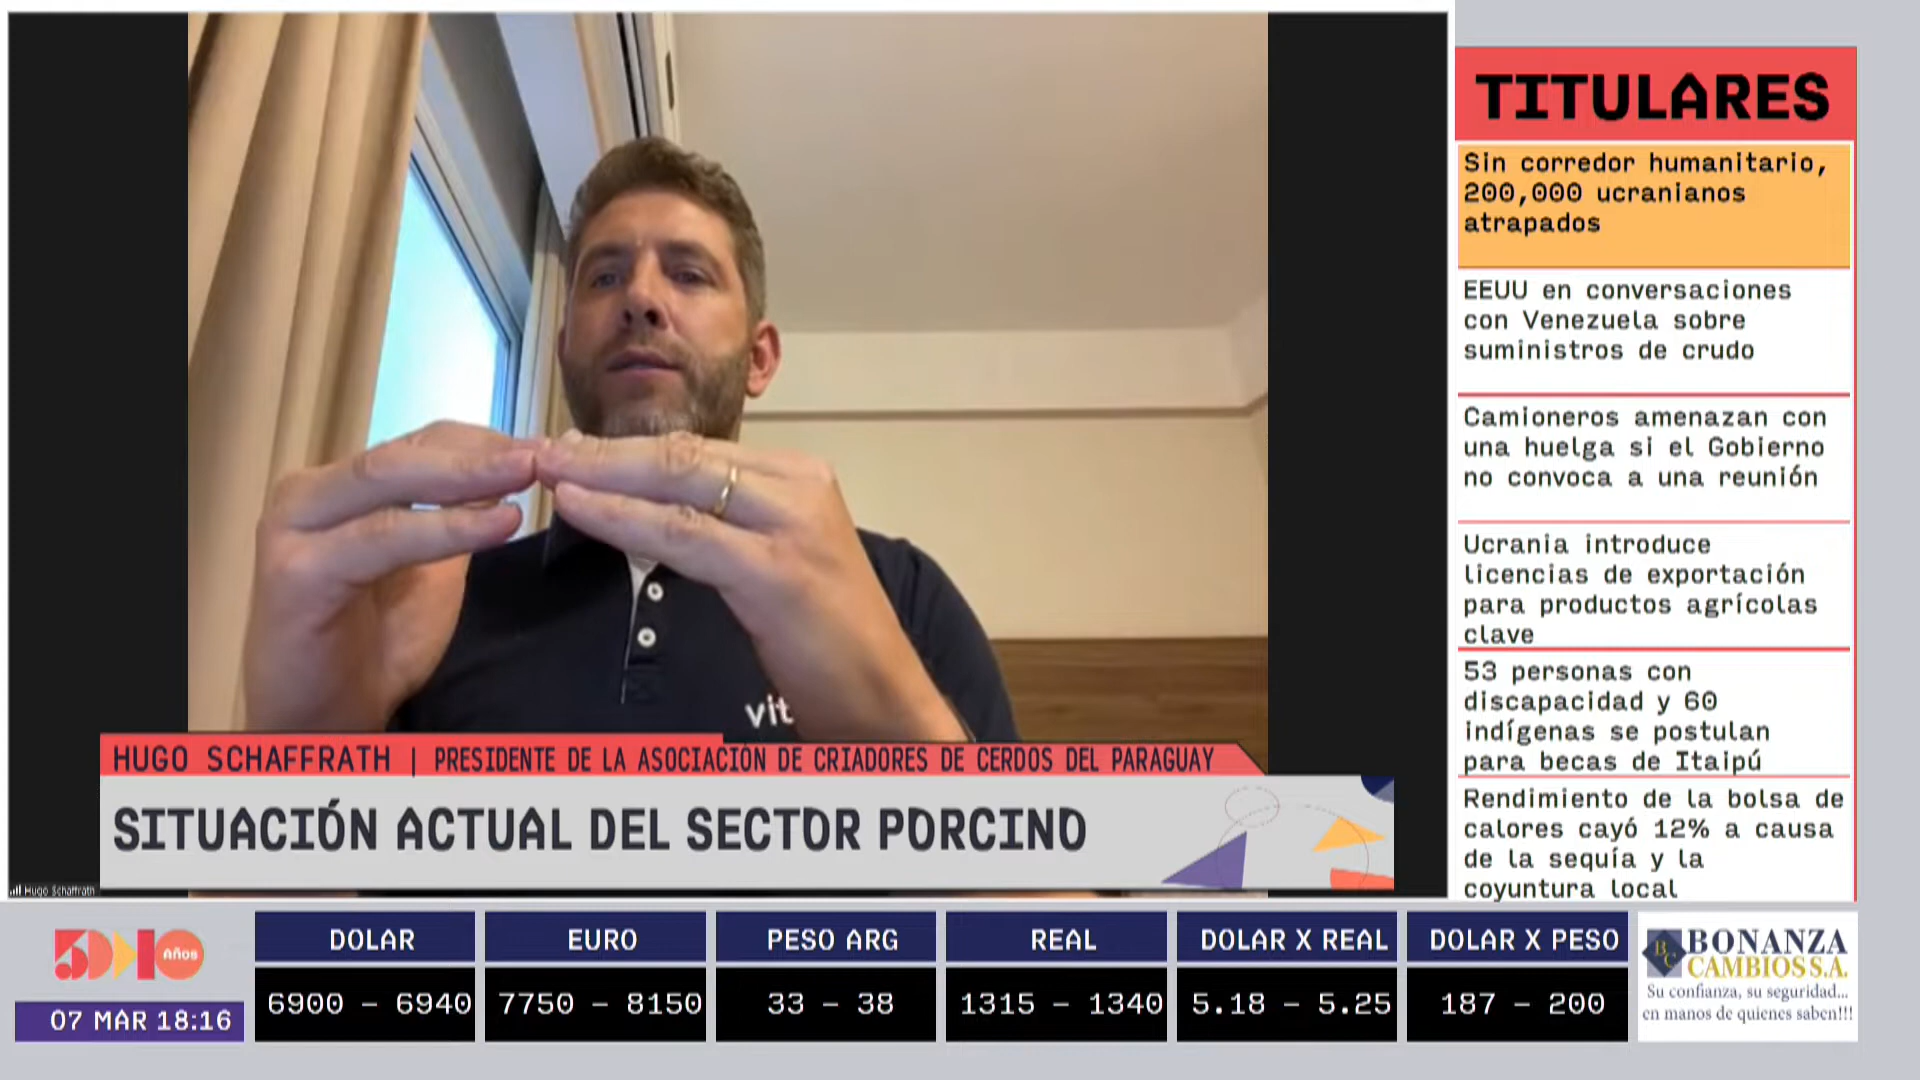 TITULARES
Sin corredor humanitario,
200,000 ucranianos
atrapados
EEUU en conversaciones
con Venezuela sobre
suministros de crudo
Camioneros amenazan con
una huelga si el Gobierno
no convoca a una reunión
Ucrania introduce
licencias de exportación
para productos agrícolas
clave
53 personas con
discapacidad y 60
indígenas se postulan
para becas de Itaipú
Rendimiento de la bolsa de
calores cayó 12% a causa
de la sequía y la
coyuntura local
vit
HUGO SCHAFFRATH | PRESIDENTE DE LA ASOCIACIÓN DE CRIADORES DE CERDOS DEL PARAGUAY
SITUACIÓN ACTUAL DEL SECTOR PORCINO
Hugo Schaffrath
5D10 Años
07 MAR 18:16
DOLAR
6900 - 6940
EURO
7750 - 8150
PESO ARG
33 - 38
REAL
1315 - 1340
DOLAR X REAL
5.18 - 5.25
DOLAR X PESO
187 - 200
BC
BONANZA
CAMBIOS S.A.
Su confianza, su seguridad...
en manos de quienes saben!!!